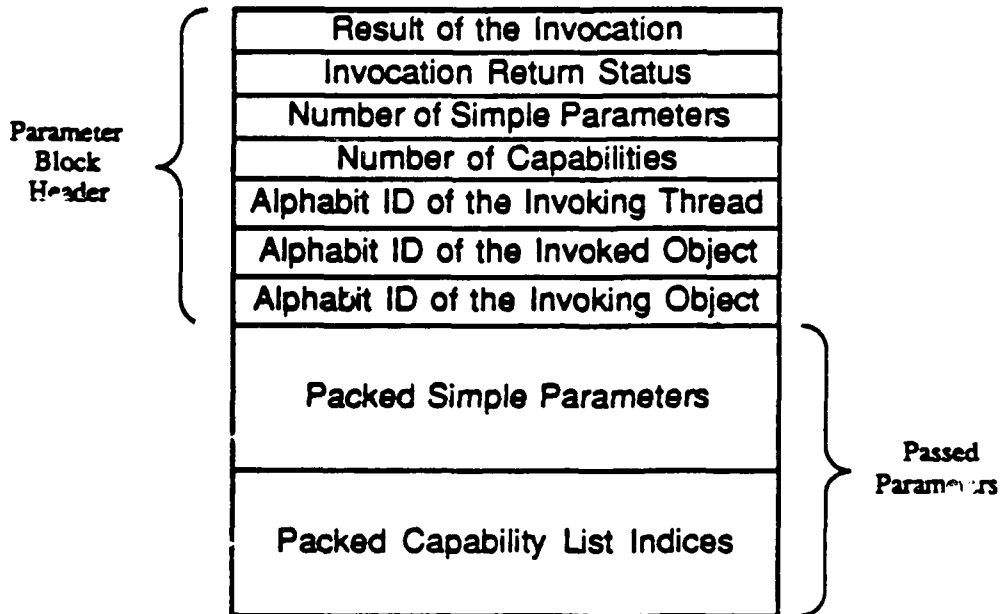 Result of the Invocation
Invocation Return Status
Number of Simple Parameters
Number of Capabilities
Alphabit ID of the Invoking Thread
Alphabit ID of the Invoked Object
Alphabit ID of the Invoking Object
Parameter
Block
Header
Packed Simple Parameters
Packed Capability List Indices
Passed
Parameters